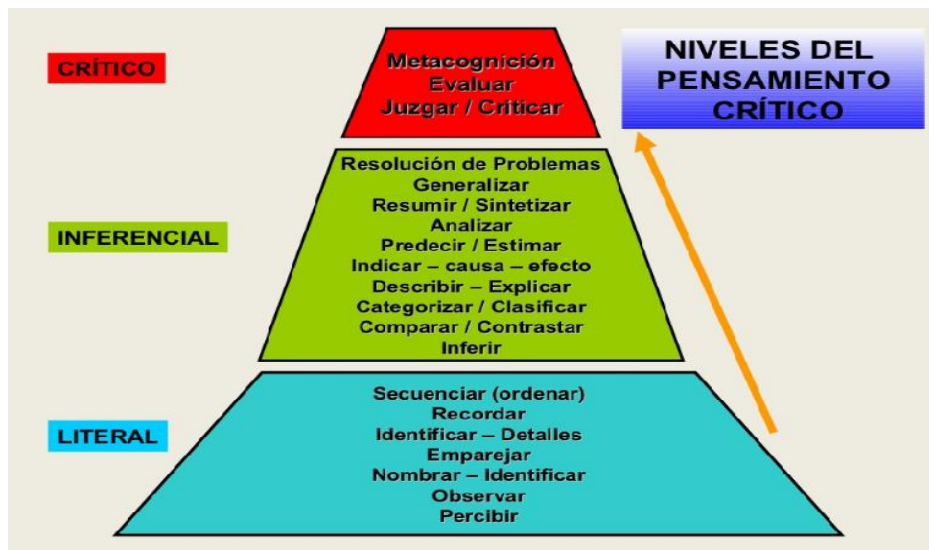 NIVELES DEL
PENSAMIENTO
CRÍTICO
CRÍTICO
Metacognición
Evaluar
Juzgar / Criticar
INFERENCIAL
Resolución de Problemas
Generalizar
Resumir / Sintetizar
Analizar
Predecir / Estimar
Indicar – causa – efecto
Describir – Explicar
Categorizar / Clasificar
Comparar / Contrastar
Inferir
LITERAL
Secuenciar (ordenar)
Recordar
Identificar – Detalles
Emparejar
Nombrar – Identificar
Observar
Percibir